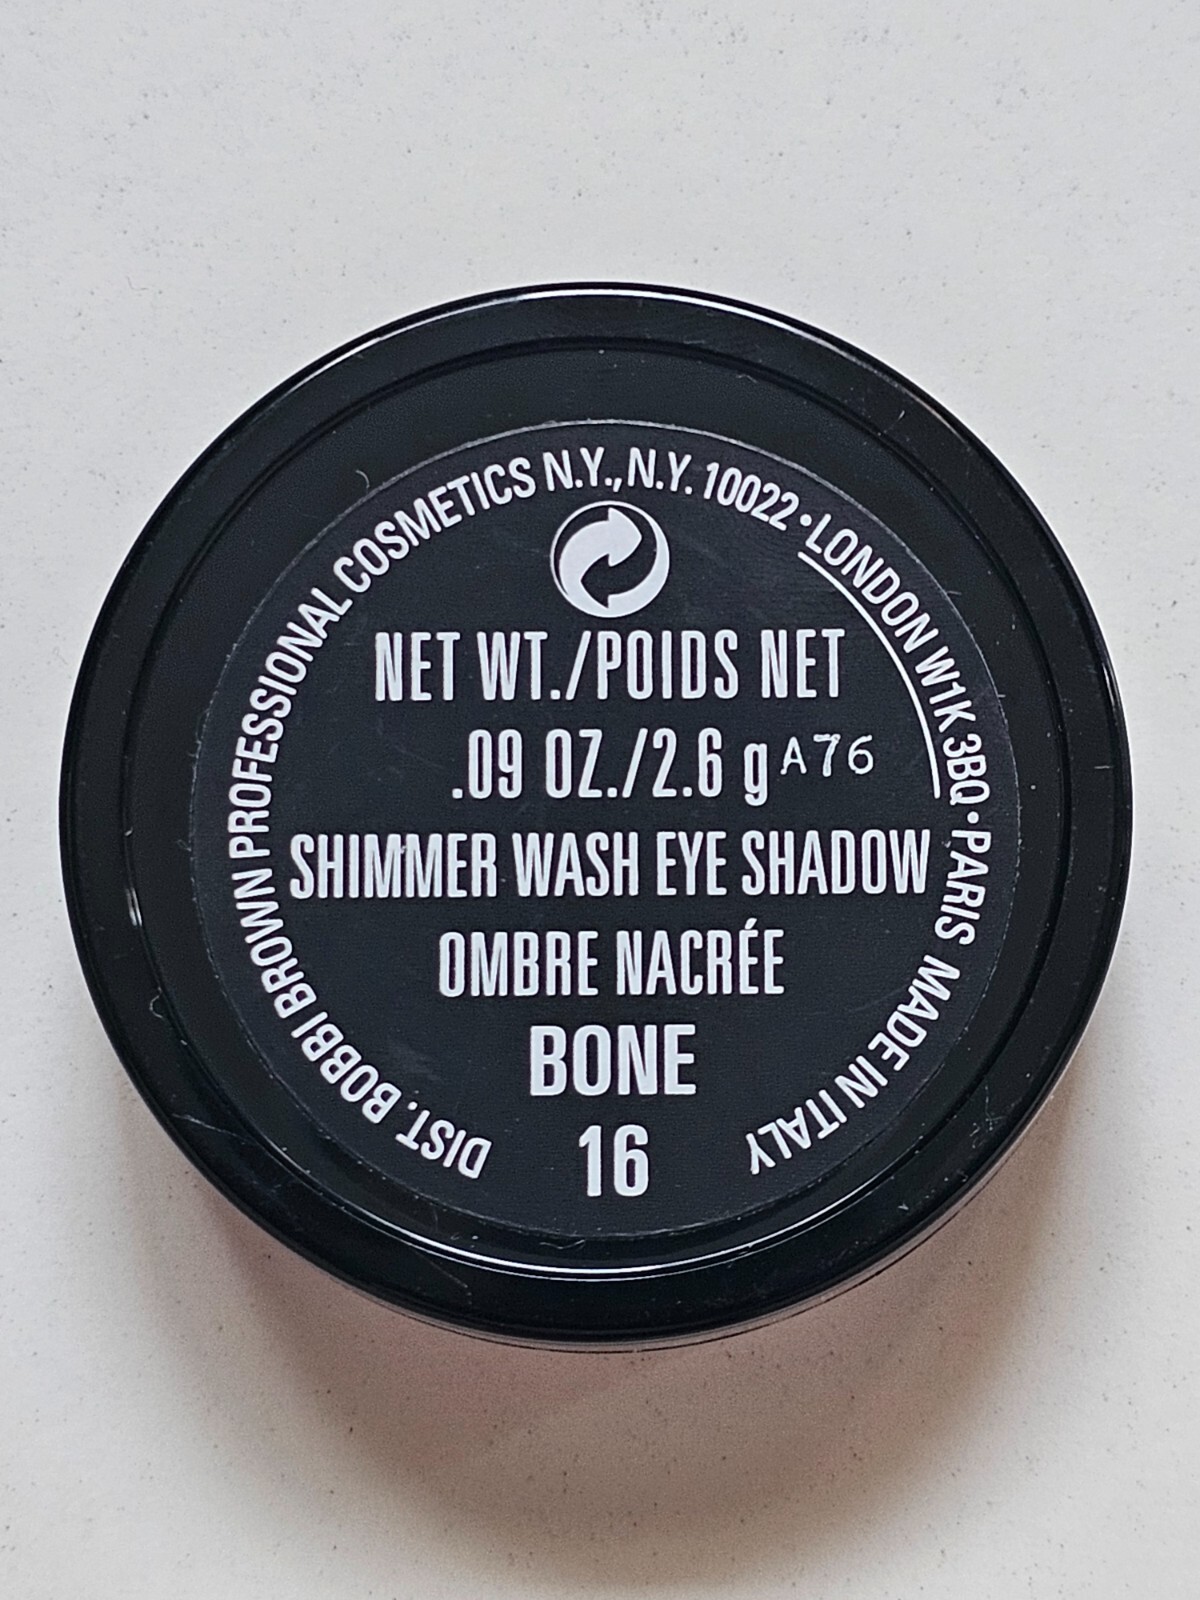 DIST. BOBBI BROWN PROFESSIONAL COSMETICS N.Y., N.Y. 10022 • LONDON W1K 3BQ • PARIS MADE IN ITALY
NET WT./POIDS NET
.09 OZ./2.6 g A76
SHIMMER WASH EYE SHADOW
OMBRE NACRÉE
BONE
16